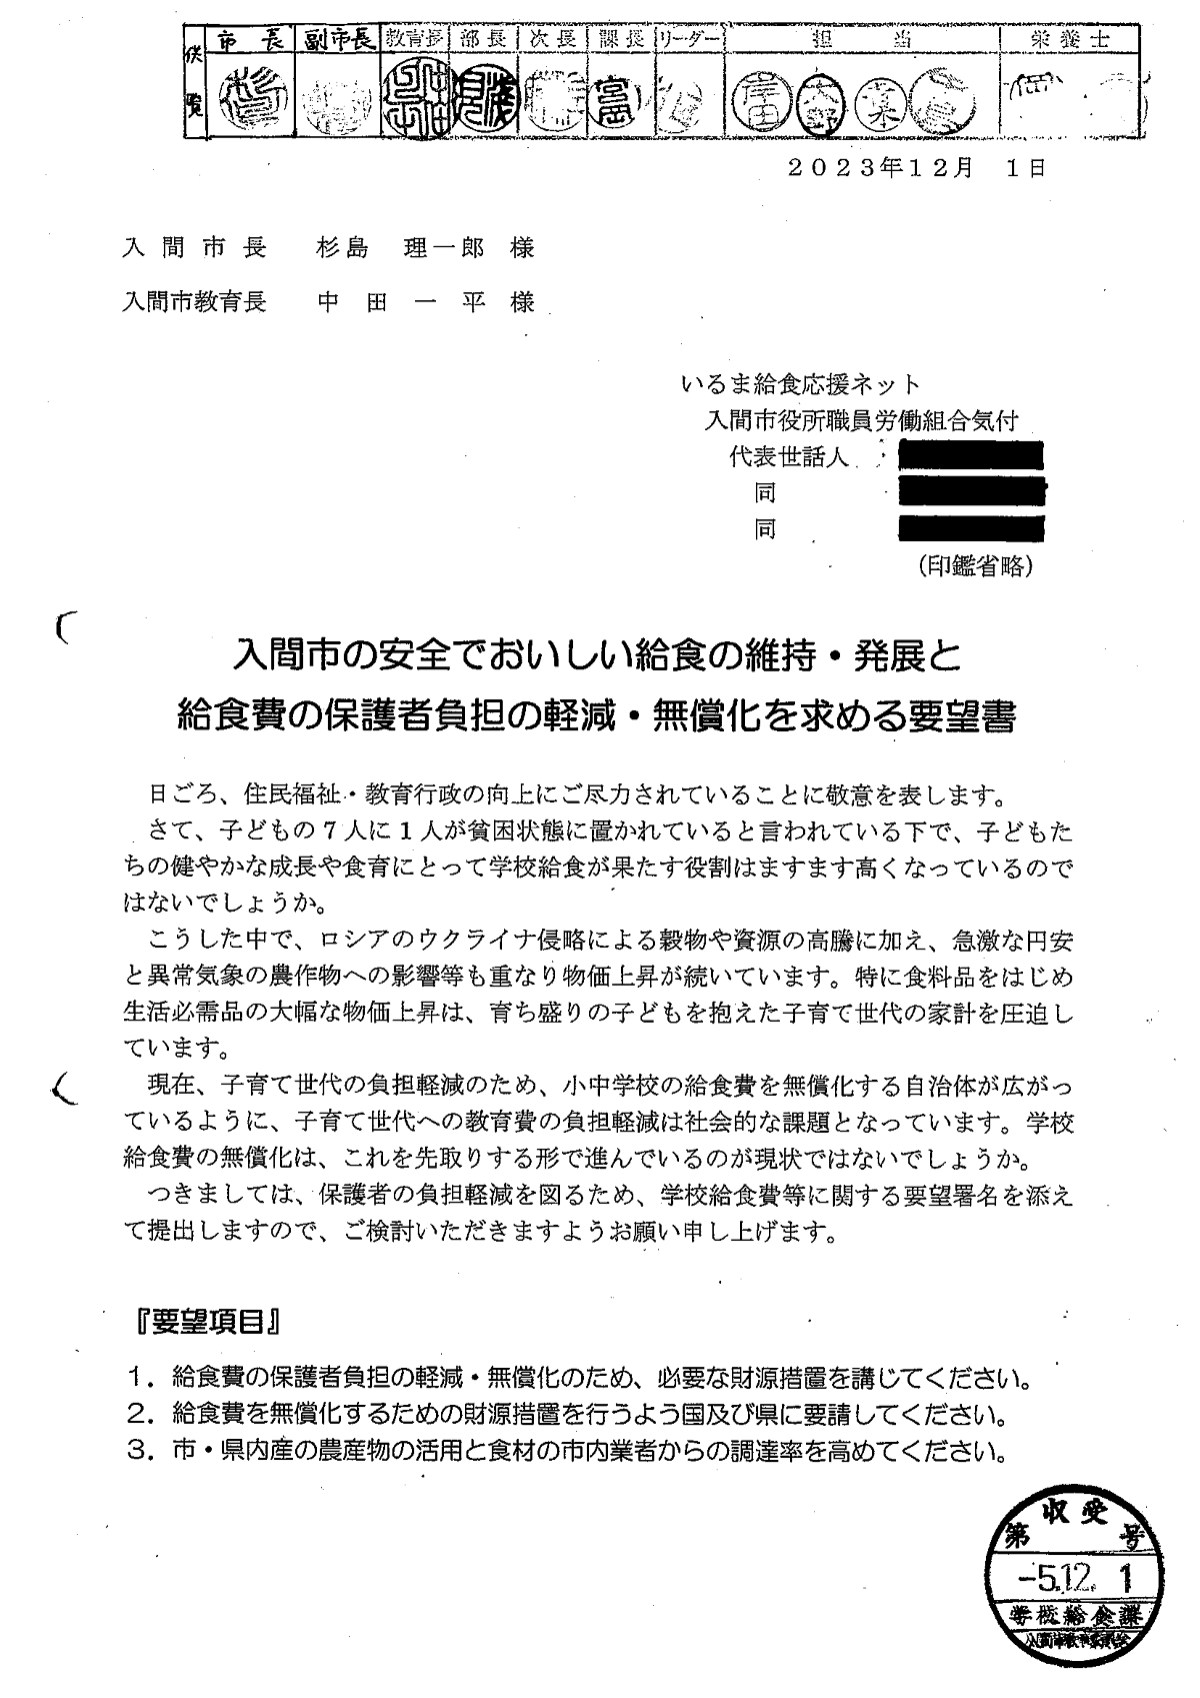 供覧
市長 副市長 教育長 部長 次長 課長 リーダー 担当 栄養士
宮岡 岸田 大野
２０２３年１２月　１日
入間市長　杉島　理一郎　様
入間市教育長　中田一平　様
いるま給食応援ネット
入間市役所職員労働組合気付
代表世話人
同
同
（印鑑省略）
入間市の安全でおいしい給食の維持・発展と
給食費の保護者負担の軽減・無償化を求める要望書
日ごろ、住民福祉・教育行政の向上にご尽力されていることに敬意を表します。
さて、子どもの７人に１人が貧困状態に置かれていると言われている下で、子どもた
ちの健やかな成長や食育にとって学校給食が果たす役割はますます高くなっているので
はないでしょうか。
こうした中で、ロシアのウクライナ侵略による穀物や資源の高騰に加え、急激な円安
と異常気象の農作物への影響等も重なり物価上昇が続いています。特に食料品をはじめ
生活必需品の大幅な物価上昇は、育ち盛りの子どもを抱えた子育て世代の家計を圧迫し
ています。
現在、子育て世代の負担軽減のため、小中学校の給食費を無償化する自治体が広がっ
ているように、子育て世代への教育費の負担軽減は社会的な課題となっています。学校
給食費の無償化は、これを先取りする形で進んでいるのが現状ではないでしょうか。
つきましては、保護者の負担軽減を図るため、学校給食費等に関する要望署名を添え
て提出しますので、ご検討いただきますようお願い申し上げます。
『要望項目』
１．給食費の保護者負担の軽減・無償化のため、必要な財源措置を講じてください。
２．給食費を無償化するための財源措置を行うよう国及び県に要請してください。
３．市・県内産の農産物の活用と食材の市内業者からの調達率を高めてください。
収受
第　号
-5.12.1
学校給食課
入間市教育委員会